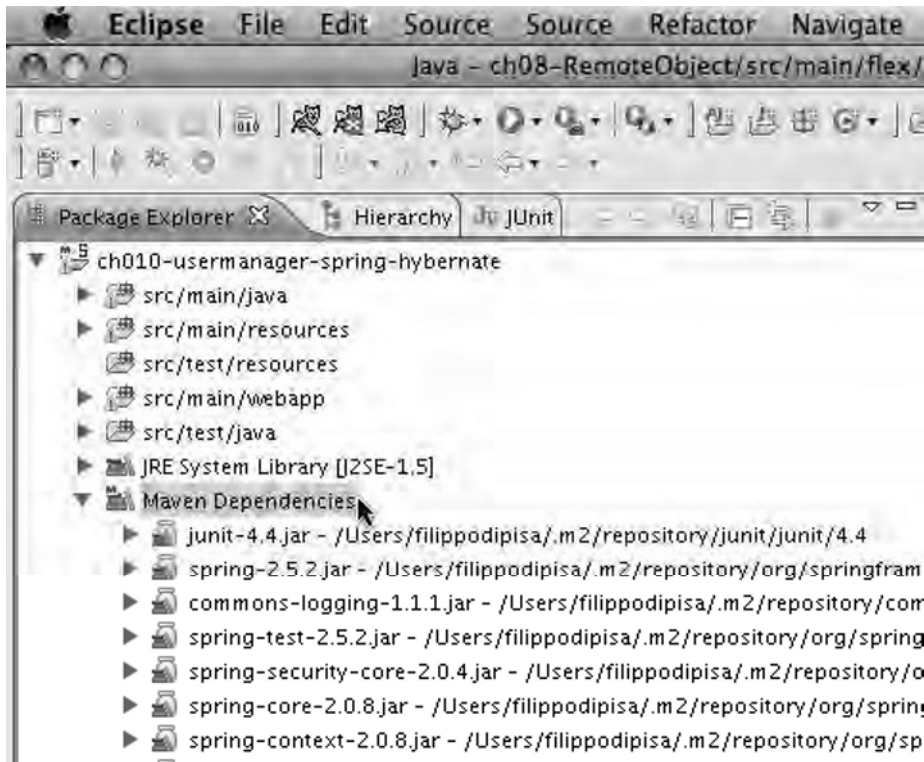 Eclipse File Edit Source Source Refactor Navigate
Java - ch08-RemoteObject/src/main/flex/
Package Explorer Hierarchy JUnit
ch010-usermanager-spring-hybernate
src/main/java
src/main/resources
src/test/resources
src/main/webapp
src/test/java
JRE System Library [J2SE-1.5]
Maven Dependencies
junit-4.4.jar - /Users/filippodipisa/.m2/repository/junit/junit/4.4
spring-2.5.2.jar - /Users/filippodipisa/.m2/repository/org/springfram
commons-logging-1.1.1.jar - /Users/filippodipisa/.m2/repository/com
spring-test-2.5.2.jar - /Users/filippodipisa/.m2/repository/org/spring
spring-security-core-2.0.4.jar - /Users/filippodipisa/.m2/repository/o
spring-core-2.0.8.jar - /Users/filippodipisa/.m2/repository/org/spring
spring-context-2.0.8.jar - /Users/filippodipisa/.m2/repository/org/sp